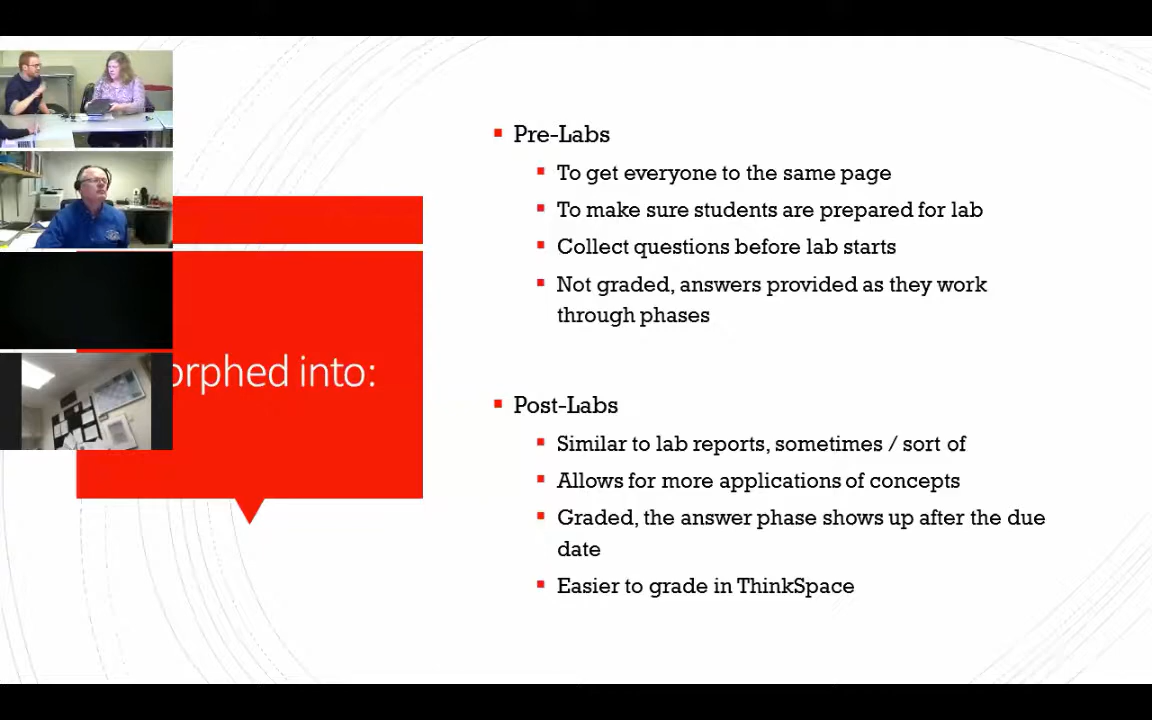 orphed into:
Pre-Labs
To get everyone to the same page
To make sure students are prepared for lab
Collect questions before lab starts
Not graded, answers provided as they work
through phases
Post-Labs
Similar to lab reports, sometimes / sort of
Allows for more applications of concepts
Graded, the answer phase shows up after the due
date
Easier to grade in ThinkSpace